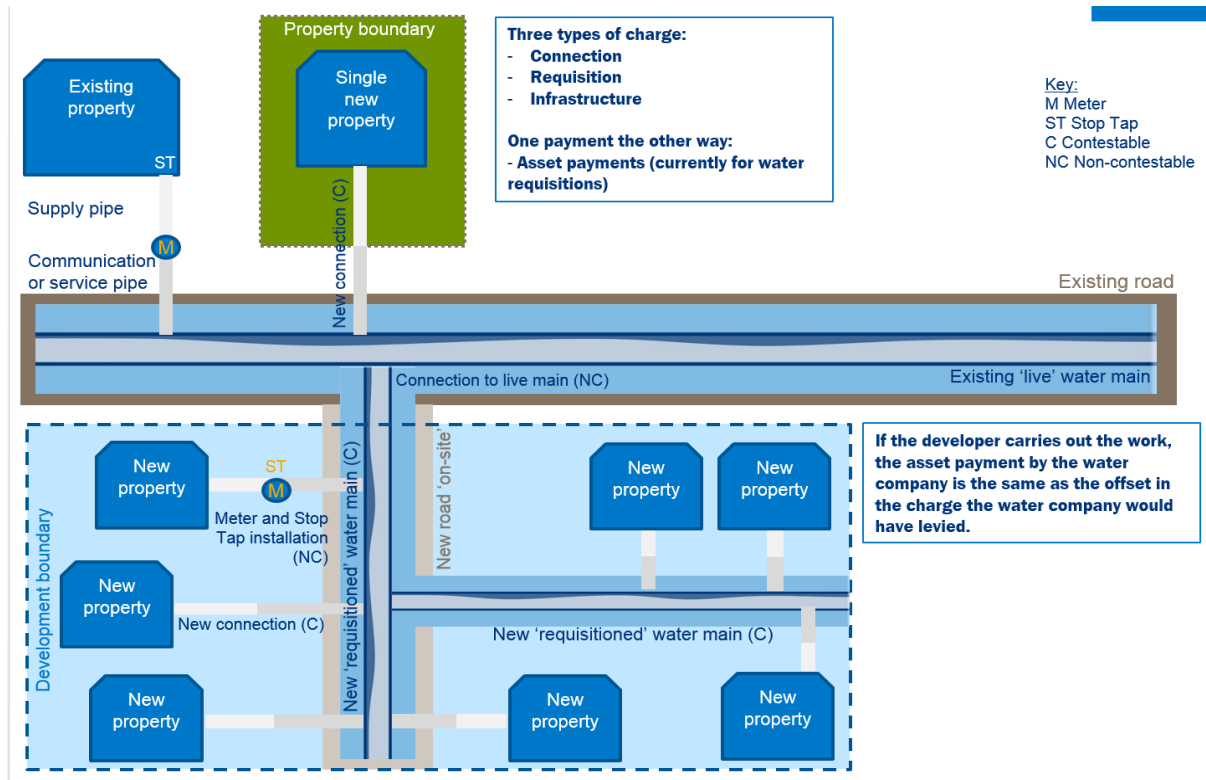 Property boundary
Existing
property
ST
Single
new
property
Three types of charge:
- Connection
- Requisition
- Infrastructure
One payment the other way:
- Asset payments (currently for water
requisitions)
Key:
M Meter
ST Stop Tap
C Contestable
NC Non-contestable
Supply pipe
M
Communication
or service pipe
New connection (C)
Existing road
Connection to live main (NC)
Existing ‘live’ water main
Development boundary
New
property
ST
M
Meter and Stop
Tap installation
(NC)
New ‘requisitioned’ water main (C)
New road ‘on-site’
New
property
New
property
If the developer carries out the work,
the asset payment by the water
company is the same as the offset in
the charge the water company would
have levied.
New
property
New connection (C)
New ‘requisitioned’ water main (C)
New
property
New
property
New
property